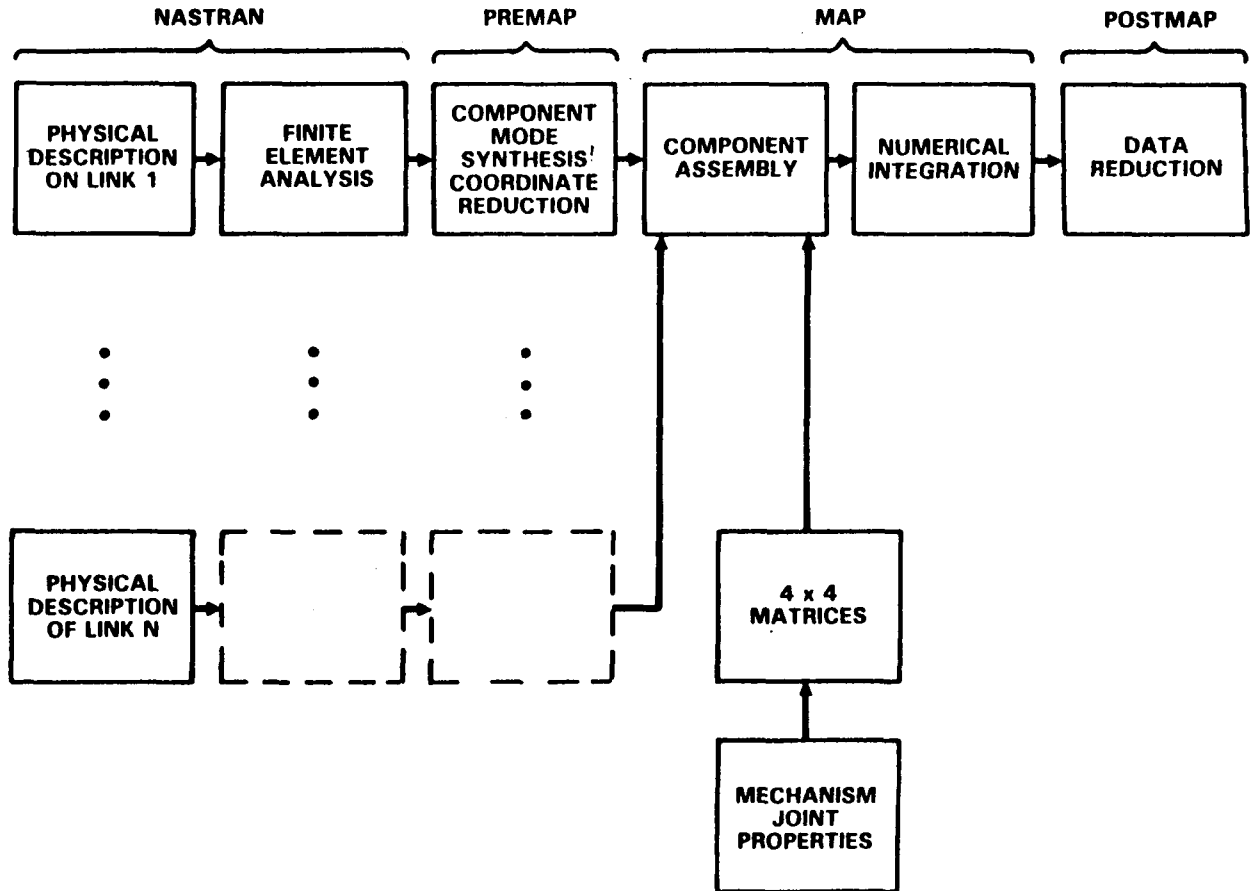 NASTRAN
PREMAP
MAP
POSTMAP
PHYSICAL
DESCRIPTION
ON LINK 1
FINITE
ELEMENT
ANALYSIS
COMPONENT
MODE
SYNTHESIS/
COORDINATE
REDUCTION
COMPONENT
ASSEMBLY
NUMERICAL
INTEGRATION
DATA
REDUCTION
PHYSICAL
DESCRIPTION
OF LINK N
4 x 4
MATRICES
MECHANISM
JOINT
PROPERTIES